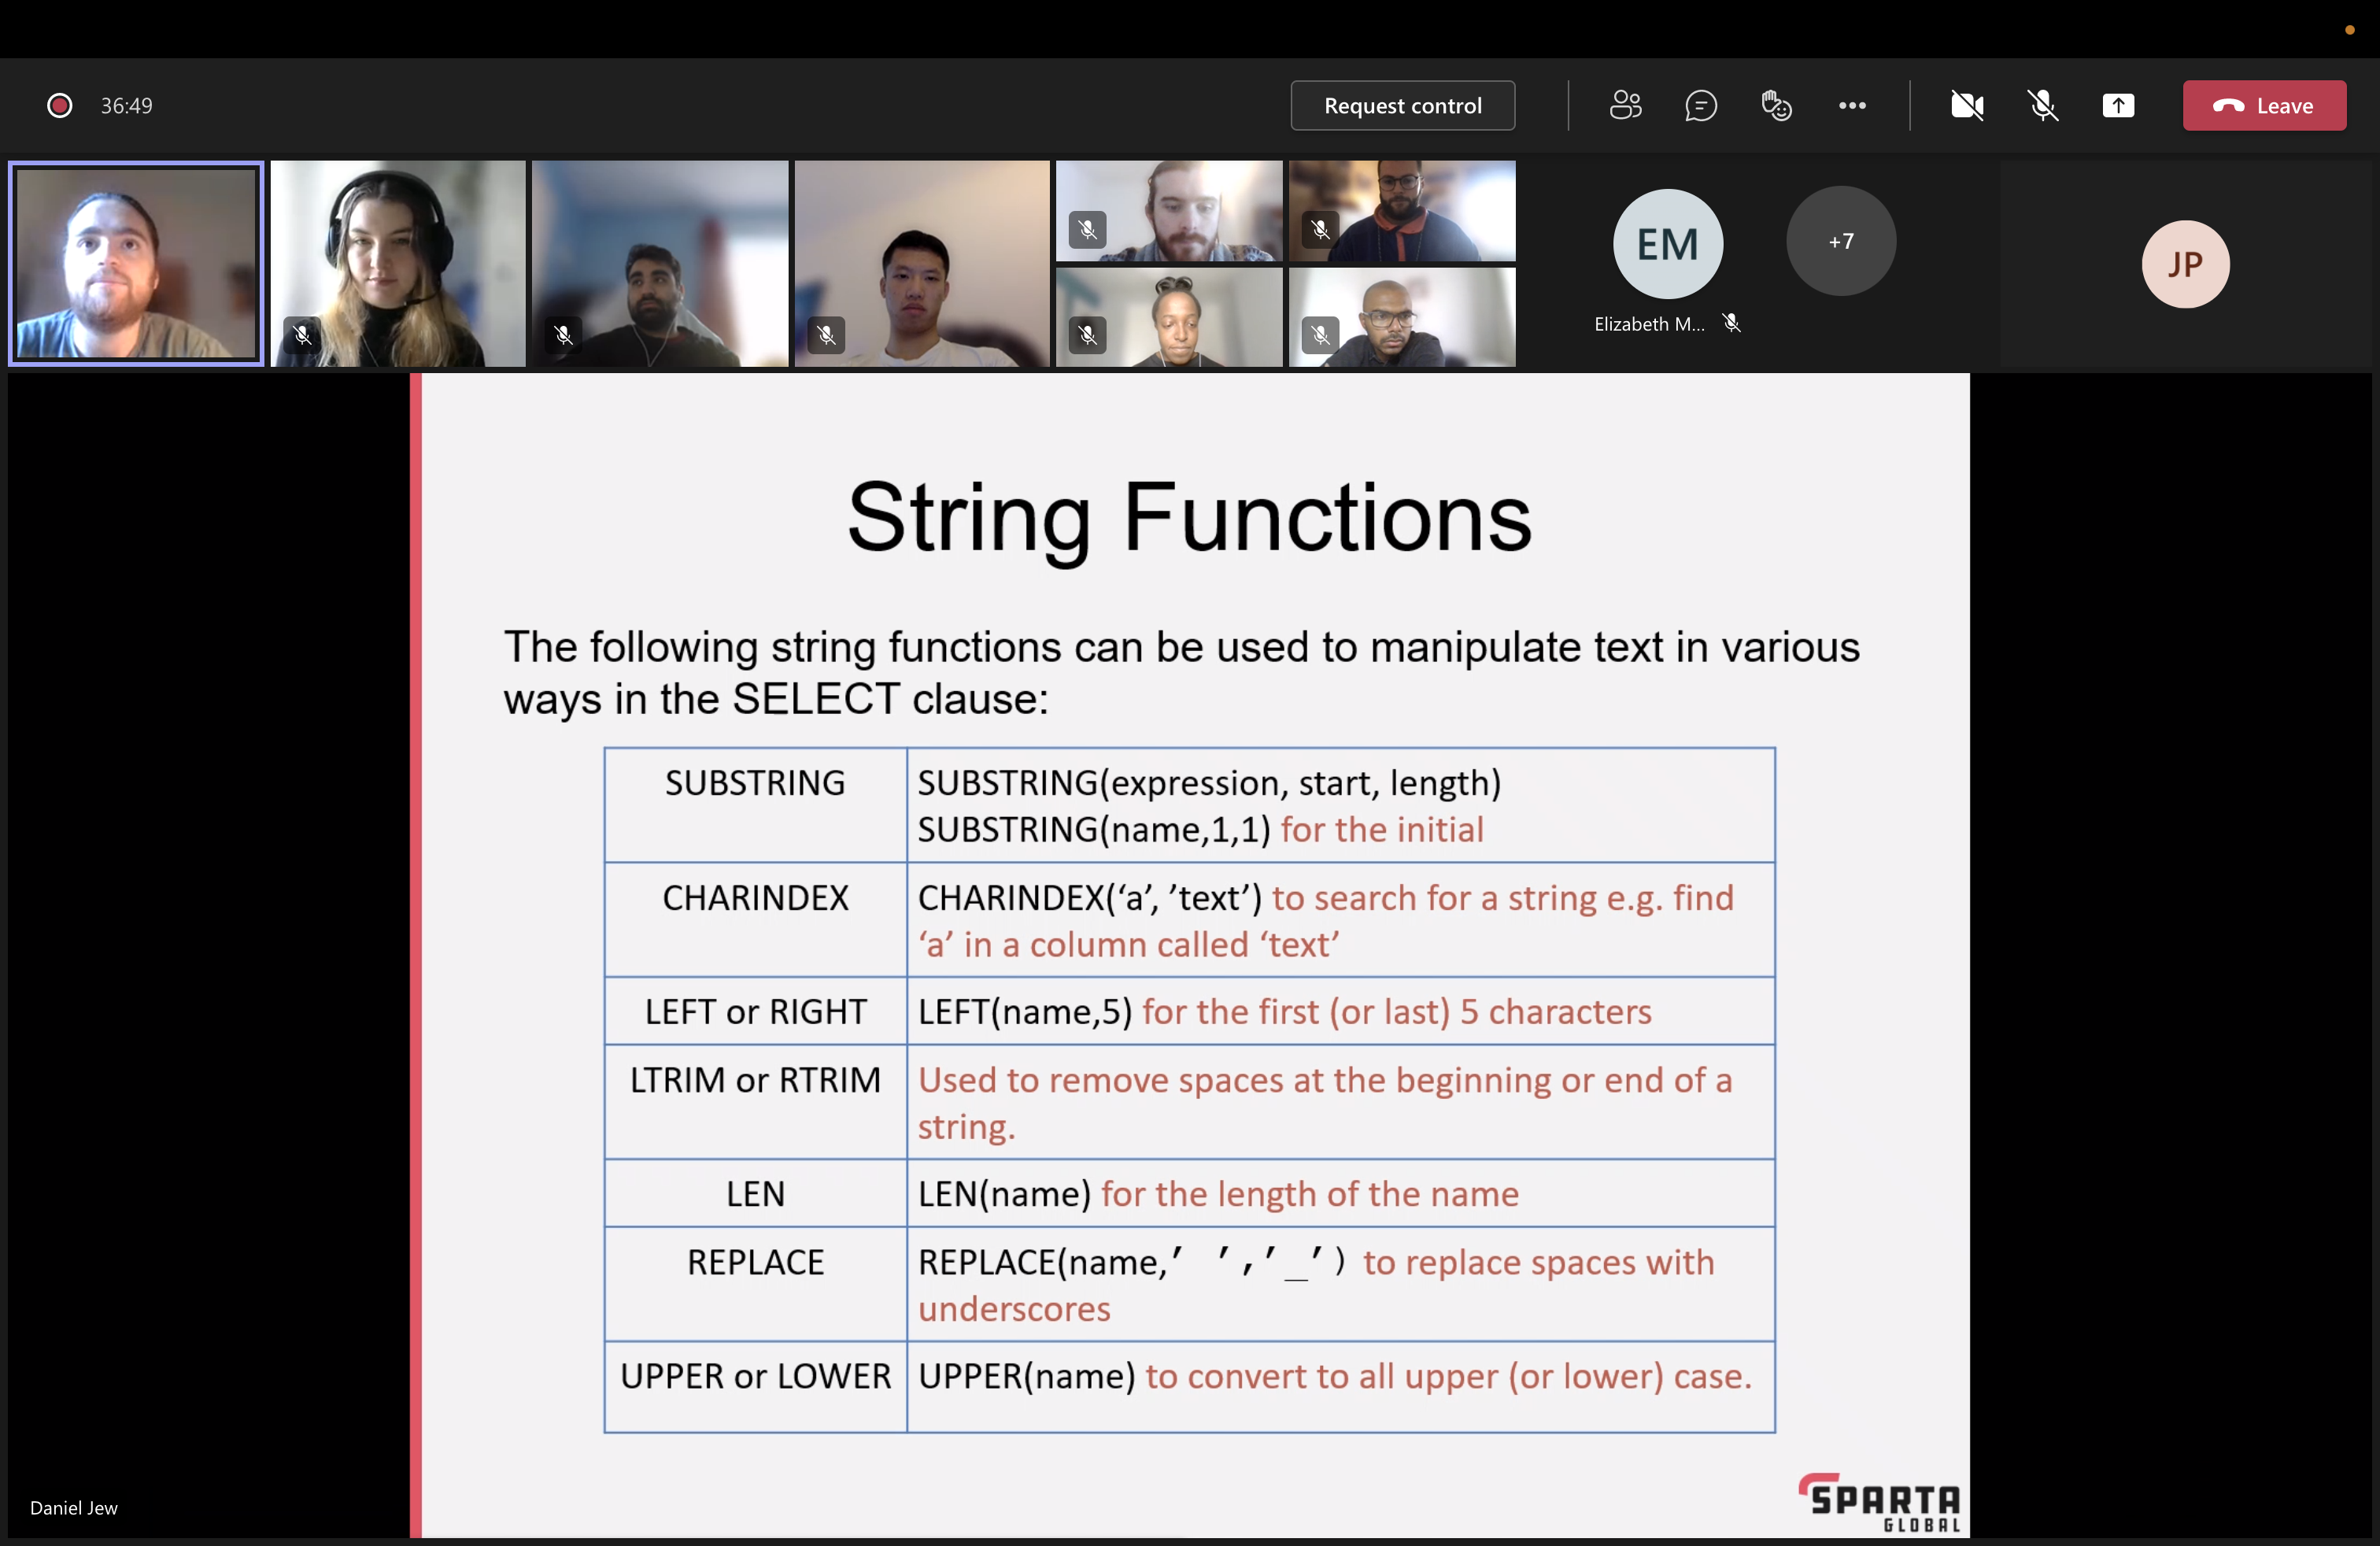 36:49
Request control
Leave
EM
+7
JP
Elizabeth M...
String Functions
The following string functions can be used to manipulate text in various
ways in the SELECT clause:
SUBSTRING
SUBSTRING(expression, start, length)
SUBSTRING(name,1,1) for the initial
CHARINDEX
CHARINDEX(‘a’, ’text’) to search for a string e.g. find
‘a’ in a column called ‘text’
LEFT or RIGHT
LEFT(name,5) for the first (or last) 5 characters
LTRIM or RTRIM
Used to remove spaces at the beginning or end of a
string.
LEN
LEN(name) for the length of the name
REPLACE
REPLACE(name,’ ’,’_’) to replace spaces with
underscores
UPPER or LOWER
UPPER(name) to convert to all upper (or lower) case.
Daniel Jew
SPARTA
GLOBAL